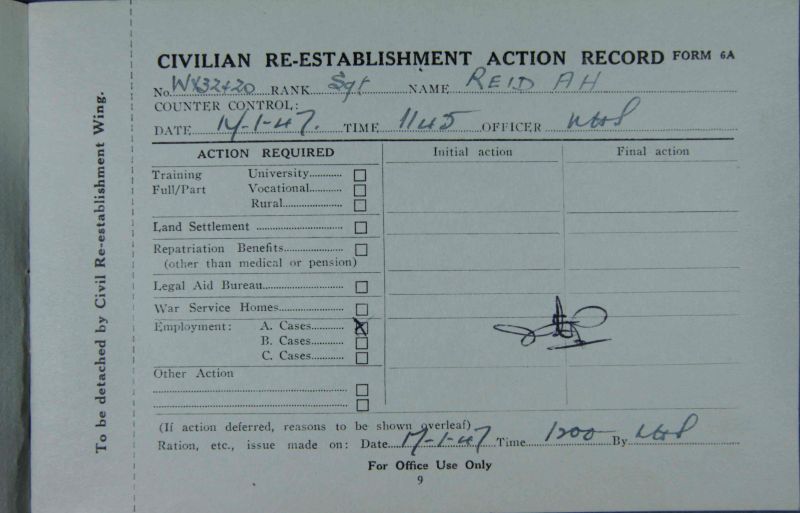 CIVILIAN RE-ESTABLISHMENT ACTION RECORD FORM 6A
No. WX32420 RANK Sgt NAME REID AH
COUNTER CONTROL:
DATE 17-1-47. TIME 1145 OFFICER
ACTION REQUIRED Initial action Final action
Training University
Full/Part Vocational
Rural
Land Settlement
Repatriation Benefits
(other than medical or pension)
Legal Aid Bureau
War Service Homes
Employment: A. Cases X
B. Cases
C. Cases
Other Action
(If action deferred, reasons to be shown overleaf)
Ration, etc., issue made on: Date 17-1-47 Time 1200 By
For Office Use Only
9
To be detached by Civil Re-establishment Wing.